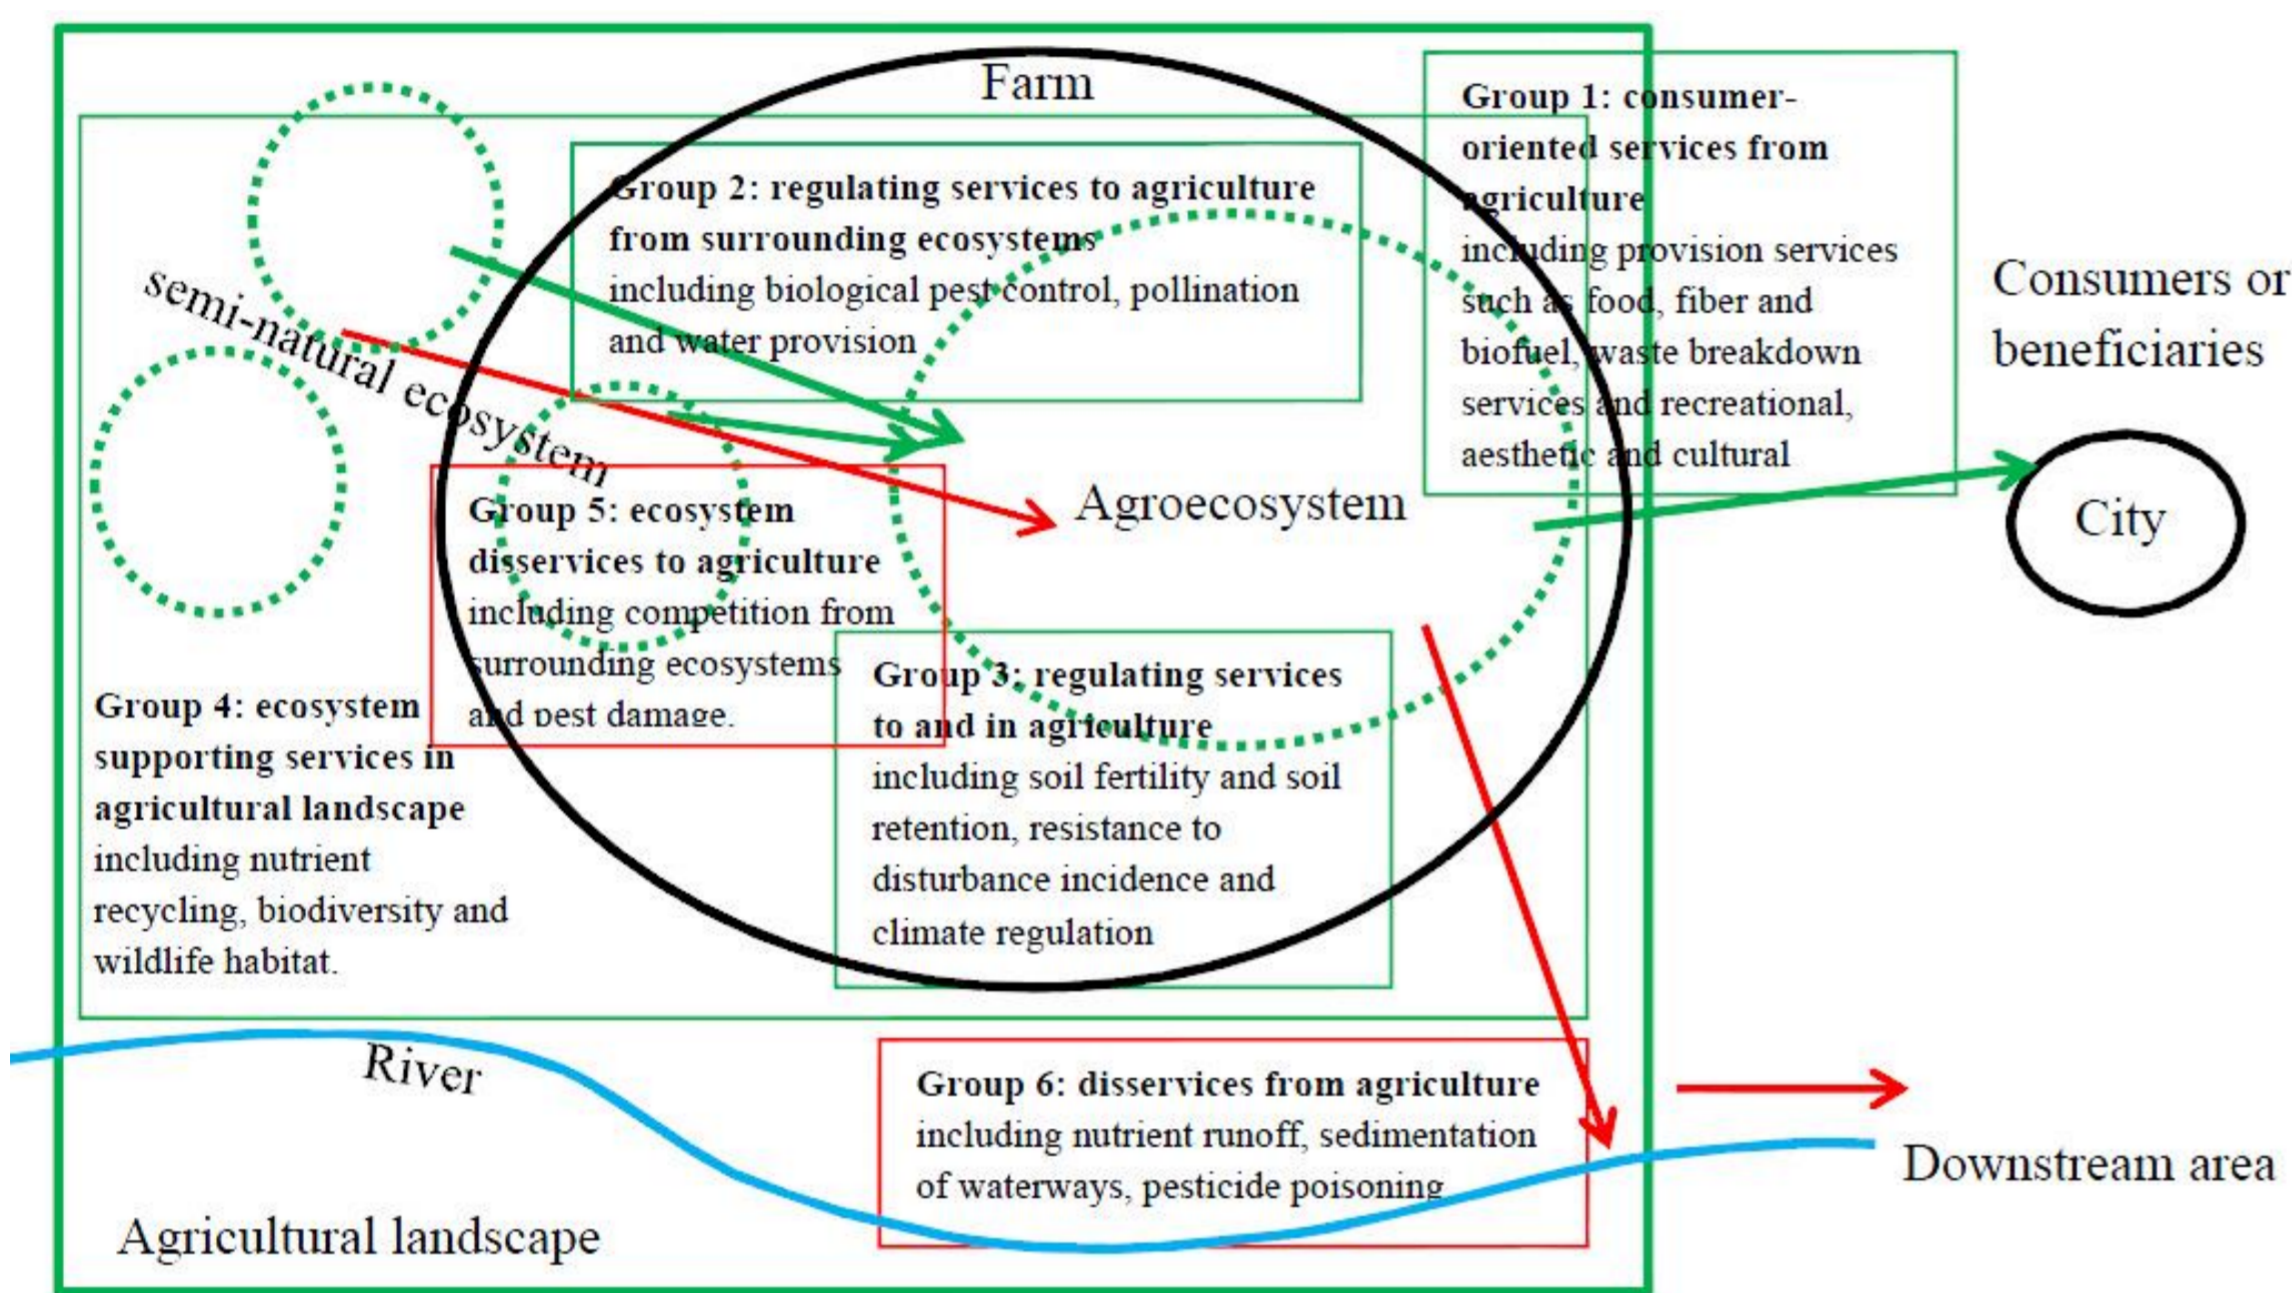 Farm
Group 1: consumer-
oriented services from
agriculture
including provision services
such as food, fiber and
biofuel, waste breakdown
services and recreational,
aesthetic and cultural
Group 2: regulating services to agriculture
from surrounding ecosystems
including biological pest control, pollination
and water provision
Consumers or
beneficiaries
semi-natural ecosystem
City
Agroecosystem
Group 5: ecosystem
disservices to agriculture
including competition from
surrounding ecosystems
and pest damage.
Group 3: regulating services
to and in agriculture
including soil fertility and soil
retention, resistance to
disturbance incidence and
climate regulation
Group 4: ecosystem
supporting services in
agricultural landscape
including nutrient
recycling, biodiversity and
wildlife habitat.
River
Group 6: disservices from agriculture
including nutrient runoff, sedimentation
of waterways, pesticide poisoning
Downstream area
Agricultural landscape